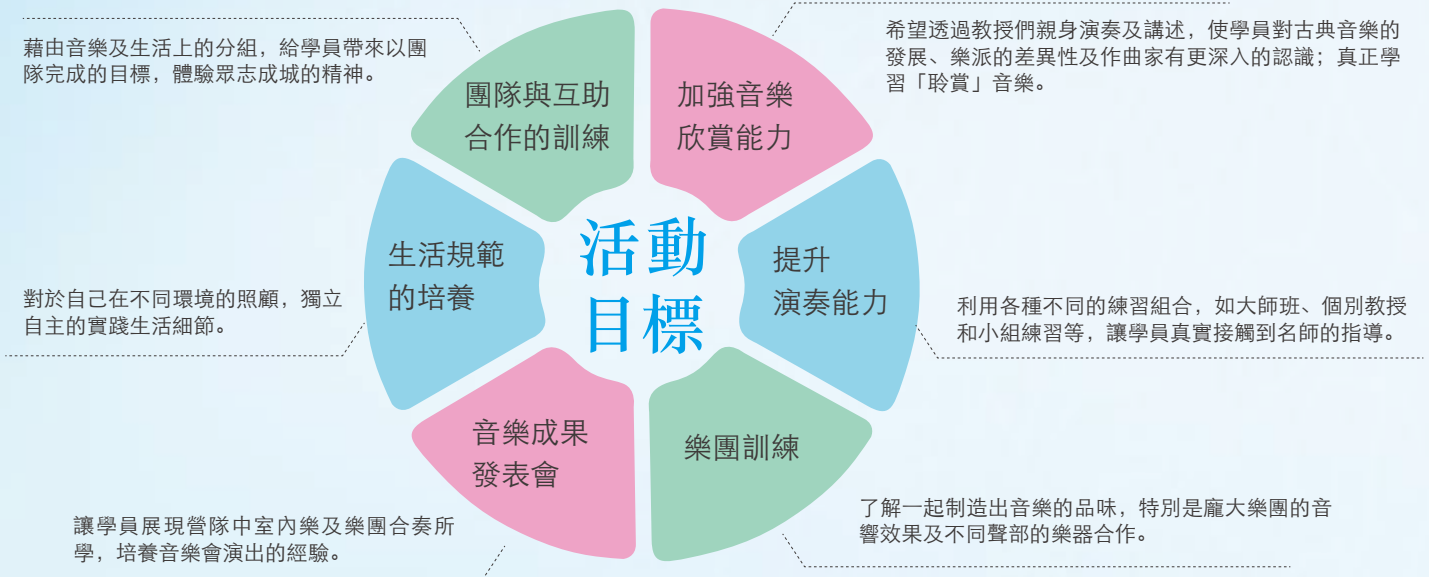 藉由音樂及生活上的分組，給學員帶來以團
隊完成的目標，體驗眾志成城的精神。
團隊與互助
合作的訓練
加強音樂
欣賞能力
希望透過教授們親身演奏及講述，使學員對古典音樂的
發展、樂派的差異性及作曲家有更深入的認識；真正學
習「聆賞」音樂。
生活規範
的培養
對於自己在不同環境的照顧，獨立
自主的實踐生活細節。
活動
目標
提升
演奏能力
利用各種不同的練習組合，如大師班、個別教授
和小組練習等，讓學員真實接觸到名師的指導。
音樂成果
發表會
讓學員展現營隊中室內樂及樂團合奏所
學，培養音樂會演出的經驗。
樂團訓練
了解一起制造出音樂的品味，特別是龐大樂團的音
響效果及不同聲部的樂器合作。